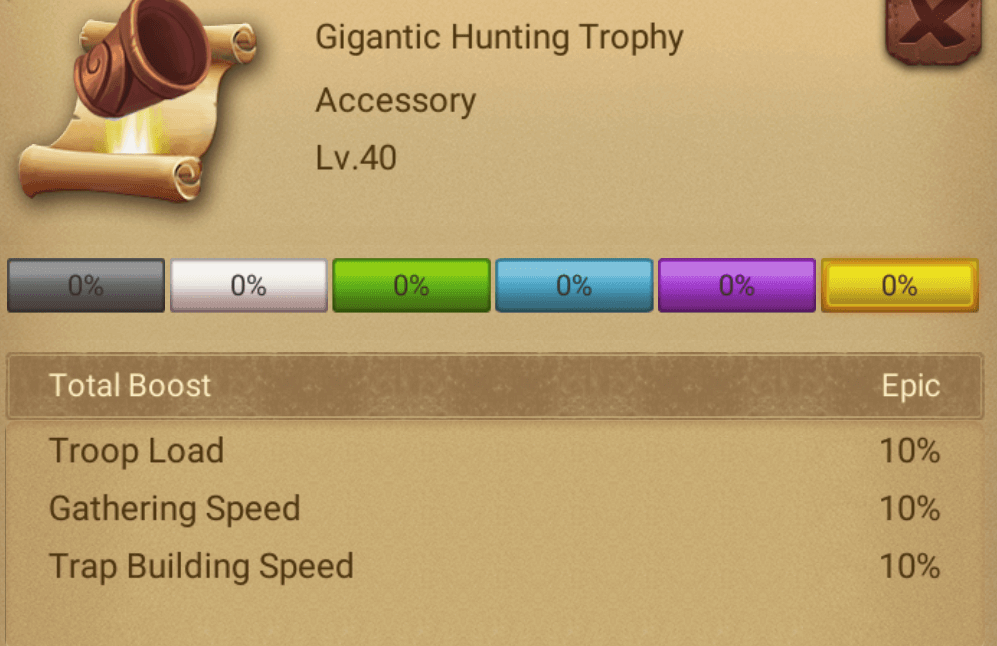 Gigantic Hunting Trophy
Accessory
Lv.40
0% 0% 0% 0% 0% 0%
Total Boost Epic
Troop Load 10%
Gathering Speed 10%
Trap Building Speed 10%